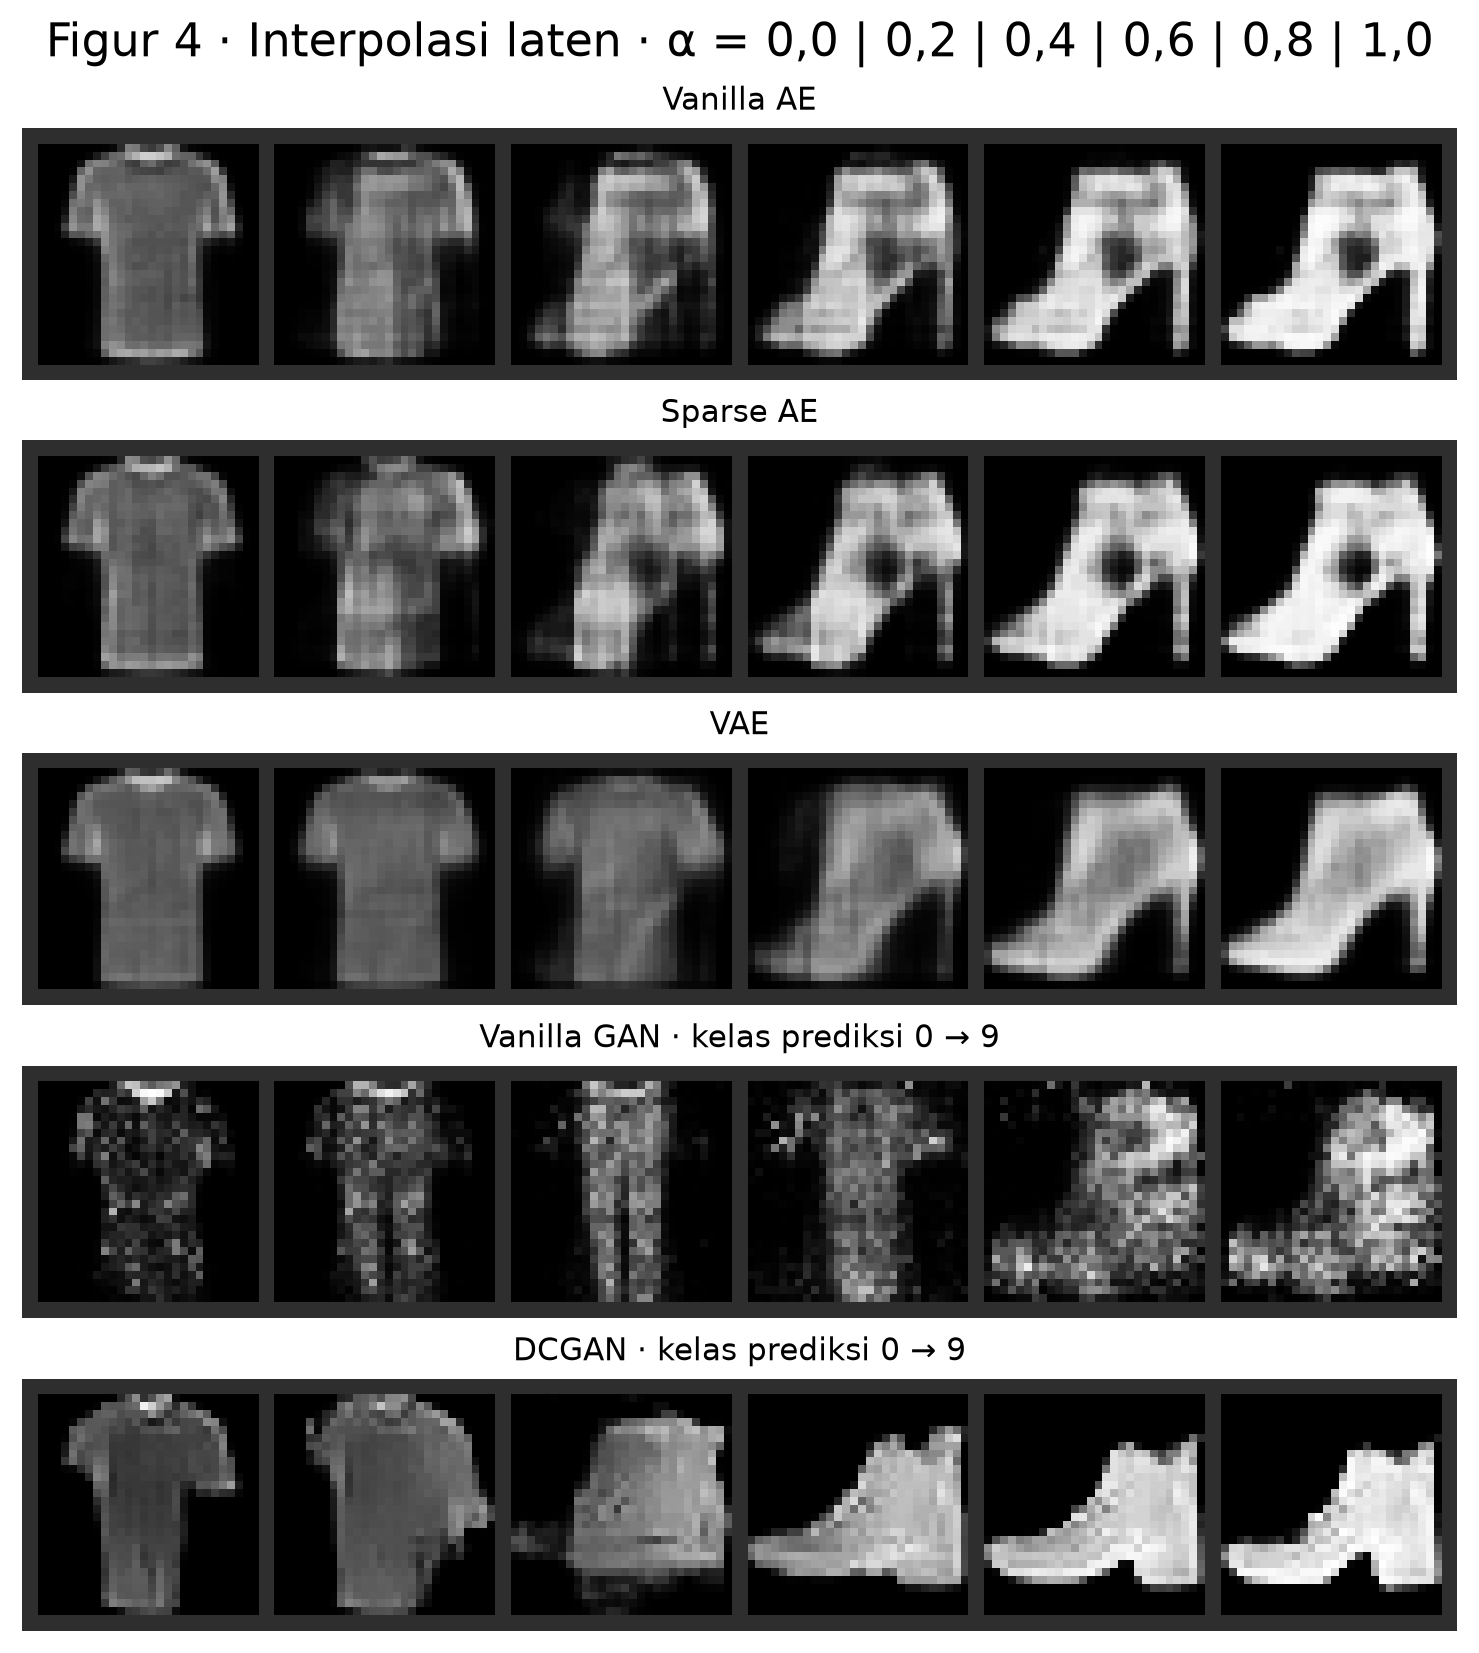 Figur 4 · Interpolasi laten · α = 0,0 | 0,2 | 0,4 | 0,6 | 0,8 | 1,0
Vanilla AE
Sparse AE
VAE
Vanilla GAN · kelas prediksi 0 → 9
DCGAN · kelas prediksi 0 → 9